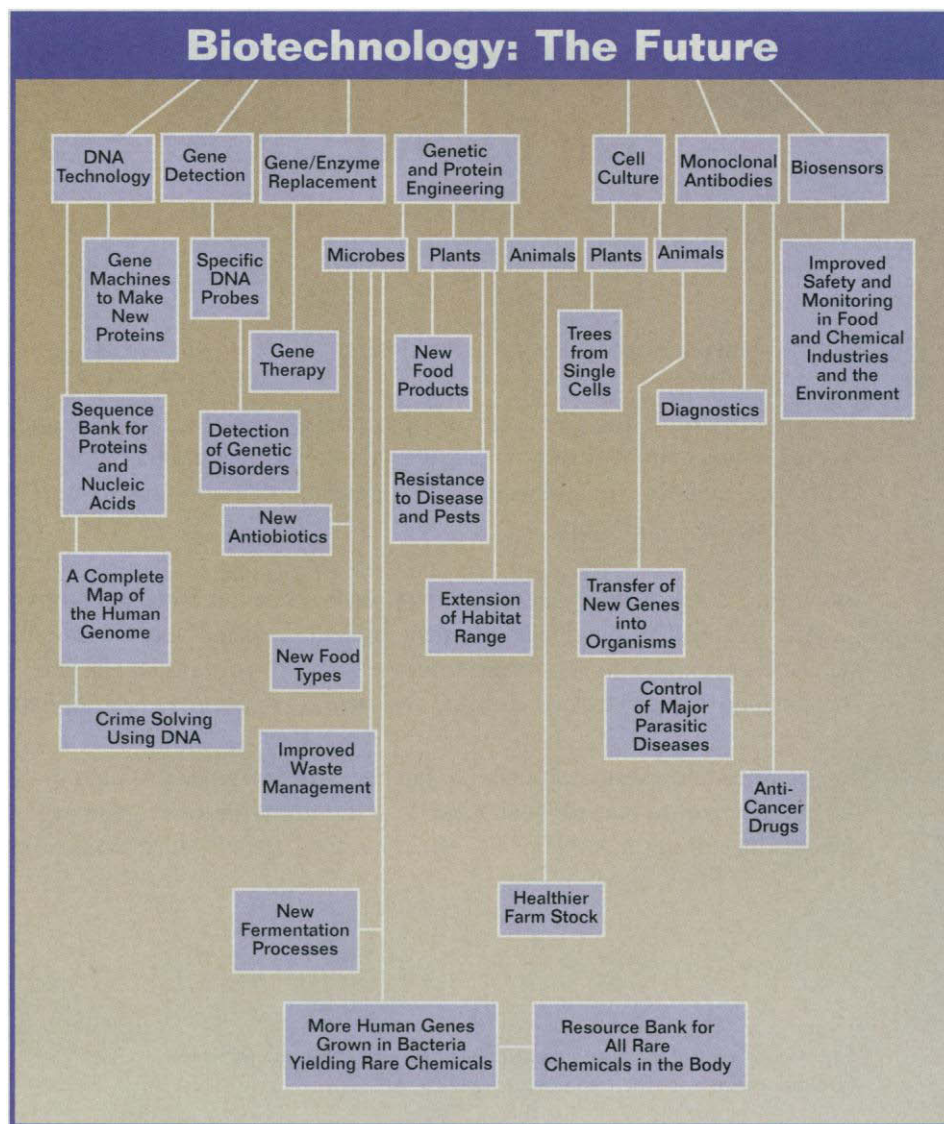 Biotechnology: The Future
DNA
Technology
Gene
Detection
Gene/Enzyme
Replacement
Genetic
and Protein
Engineering
Cell
Culture
Monoclonal
Antibodies
Biosensors
Gene
Machines
to Make
New
Proteins
Specific
DNA
Probes
Microbes
Plants
Animals
Plants
Animals
Improved
Safety and
Monitoring
in Food
and Chemical
Industries
and the
Environment
Gene
Therapy
New
Food
Products
Trees
from
Single
Cells
Diagnostics
Sequence
Bank for
Proteins
and
Nucleic
Acids
Detection
of Genetic
Disorders
Resistance
to Disease
and Pests
New
Antiobiotics
A Complete
Map of
the Human
Genome
Extension
of Habitat
Range
Transfer of
New Genes
into
Organisms
New Food
Types
Control
of Major
Parasitic
Diseases
Crime Solving
Using DNA
Improved
Waste
Management
Anti-
Cancer
Drugs
New
Fermentation
Processes
Healthier
Farm Stock
More Human Genes
Grown in Bacteria
Yielding Rare Chemicals
Resource Bank for
All Rare
Chemicals in the Body